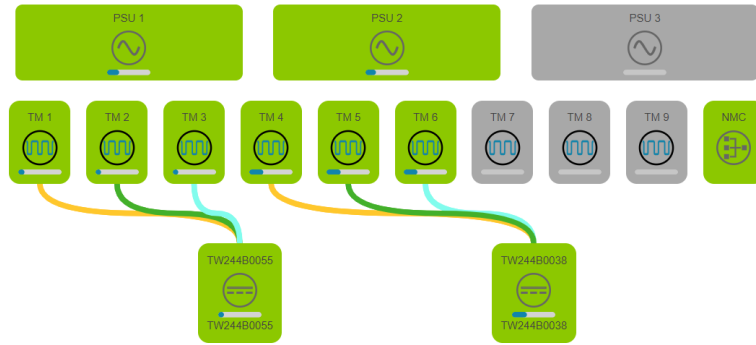 PSU 1
PSU 2
PSU 3
TM 1
TM 2
TM 3
TM 4
TM 5
TM 6
TM 7
TM 8
TM 9
NMC
TW244B0055
TW244B0038
TW244B0055
TW244B0038